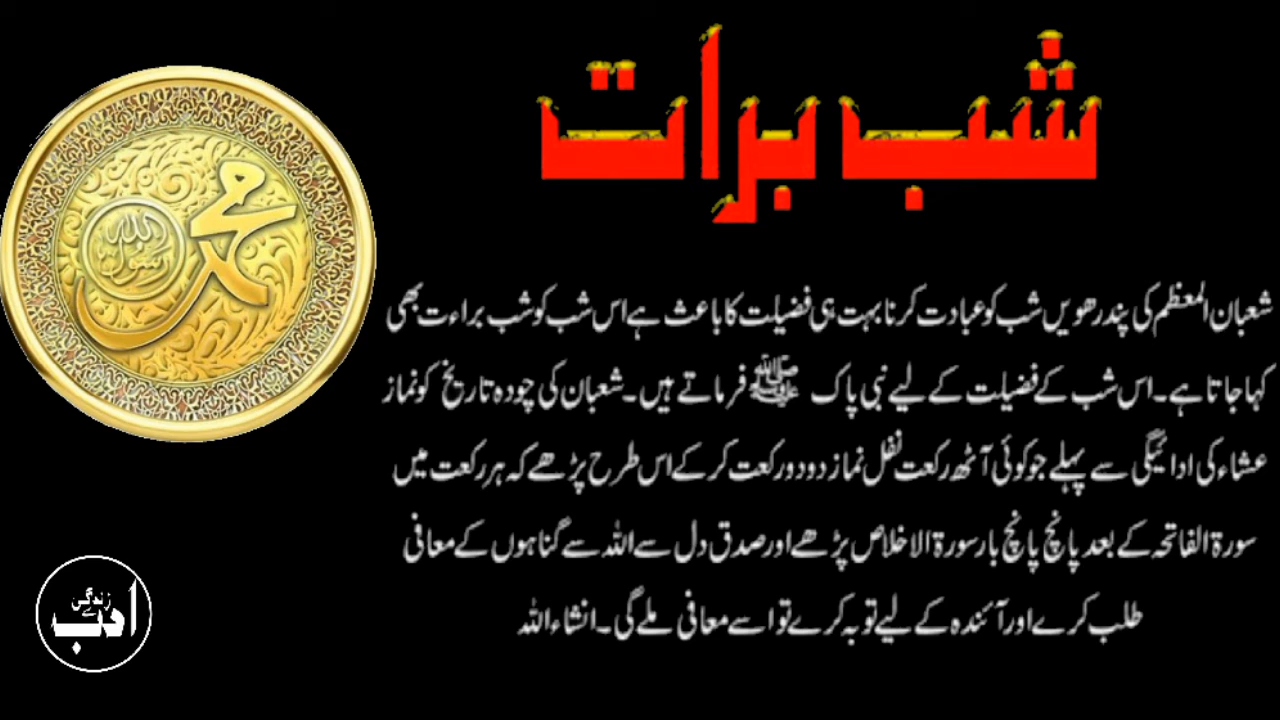 شب برات
محمد
رسول الله
شعبان المعظم کی پندرھویں شب کو عبادت کرنا بہت ہی فضیلت کا باعث ہے اس شب کو شب براءت بھی
کہا جاتا ہے۔ اس شب کے فضیلت کے لیے نبی پاک ﷺ فرماتے ہیں۔ شعبان کی چودہ تاریخ کو نماز
عشاء کی ادائیگی سے پہلے جو کوئی آٹھ رکعت نفل نماز دو دو رکعت کر کے اس طرح پڑھے کہ ہر رکعت میں
سورۃ الفاتحہ کے بعد پانچ پانچ بار سورۃ الاخلاص پڑھے اور صدق دل سے اللہ سے گناہوں کے معافی
طلب کرے اور آئندہ کے لیے توبہ کرے تو اسے معافی ملے گی۔ انشاء اللہ
زندگی
ادب